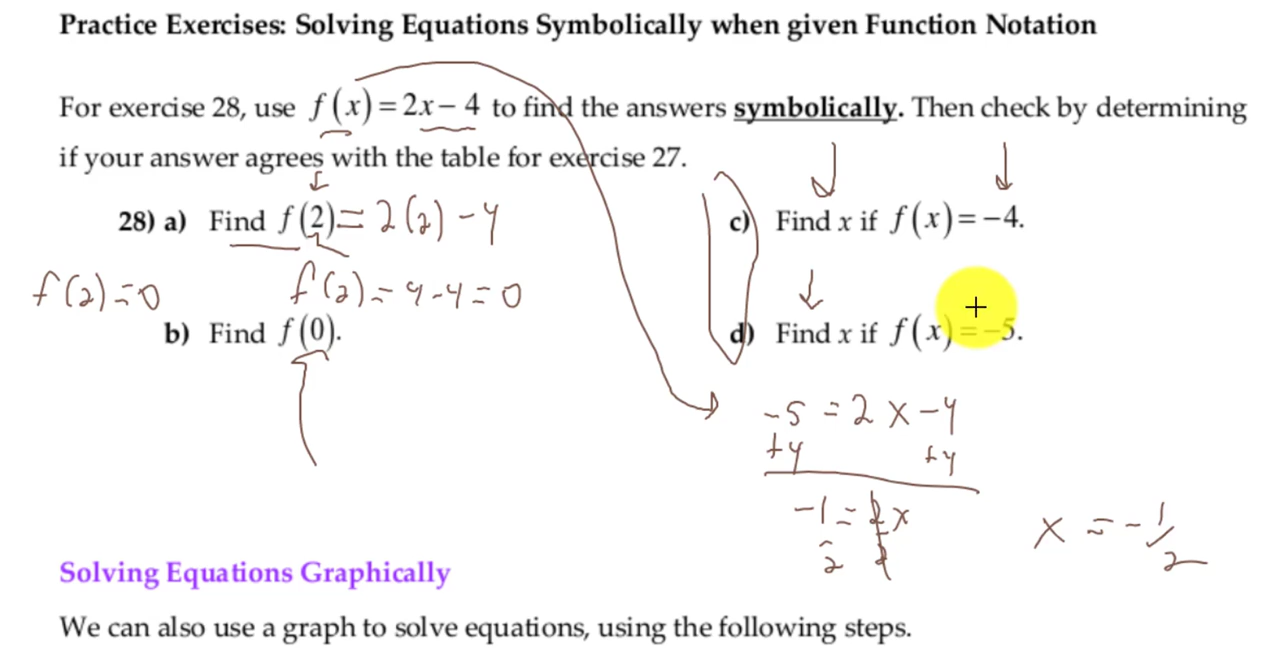 Practice Exercises: Solving Equations Symbolically when given Function Notation
For exercise 28, use f(x)=2x−4 to find the answers symbolically. Then check by determining
if your answer agrees with the table for exercise 27.
28) a) Find f(2)=2(2)-4
f(2)=0 f(2)=4-4=0
b) Find f(0).
c) Find x if f(x)=−4.
d) Find x if f(x)=−5.
-5=2x-4
+4 +4
-1=2x
2 2
x=-1/2
Solving Equations Graphically
We can also use a graph to solve equations, using the following steps.